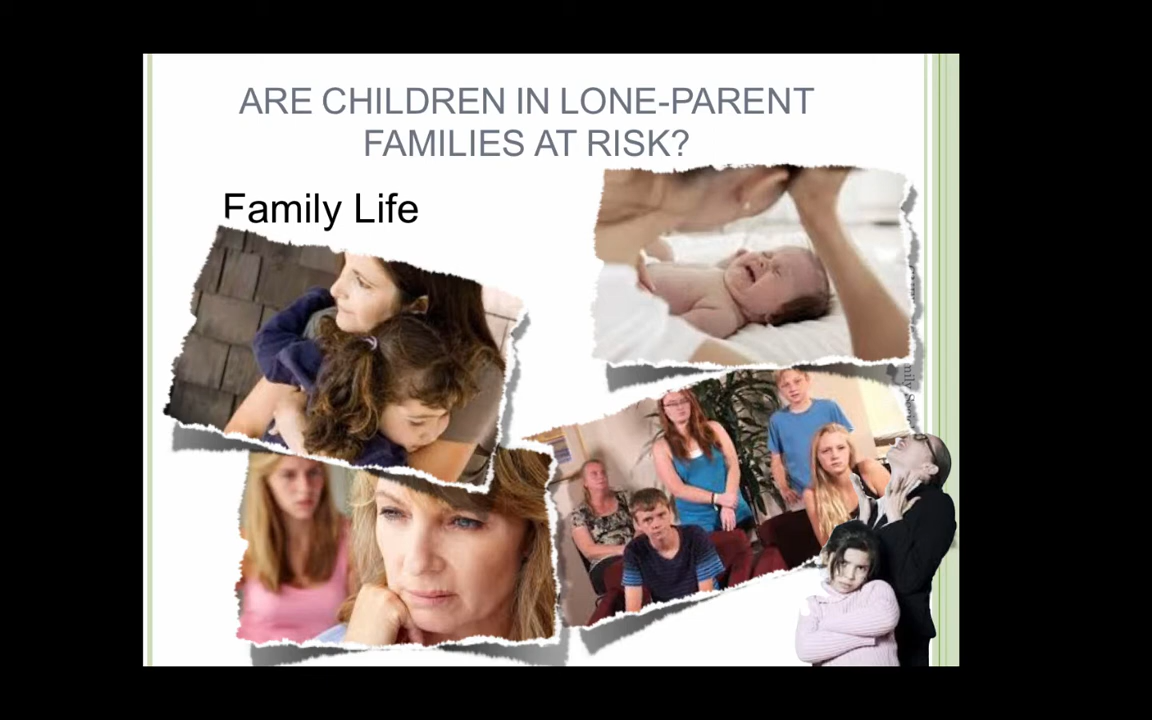 ARE CHILDREN IN LONE-PARENT
FAMILIES AT RISK?
Family Life